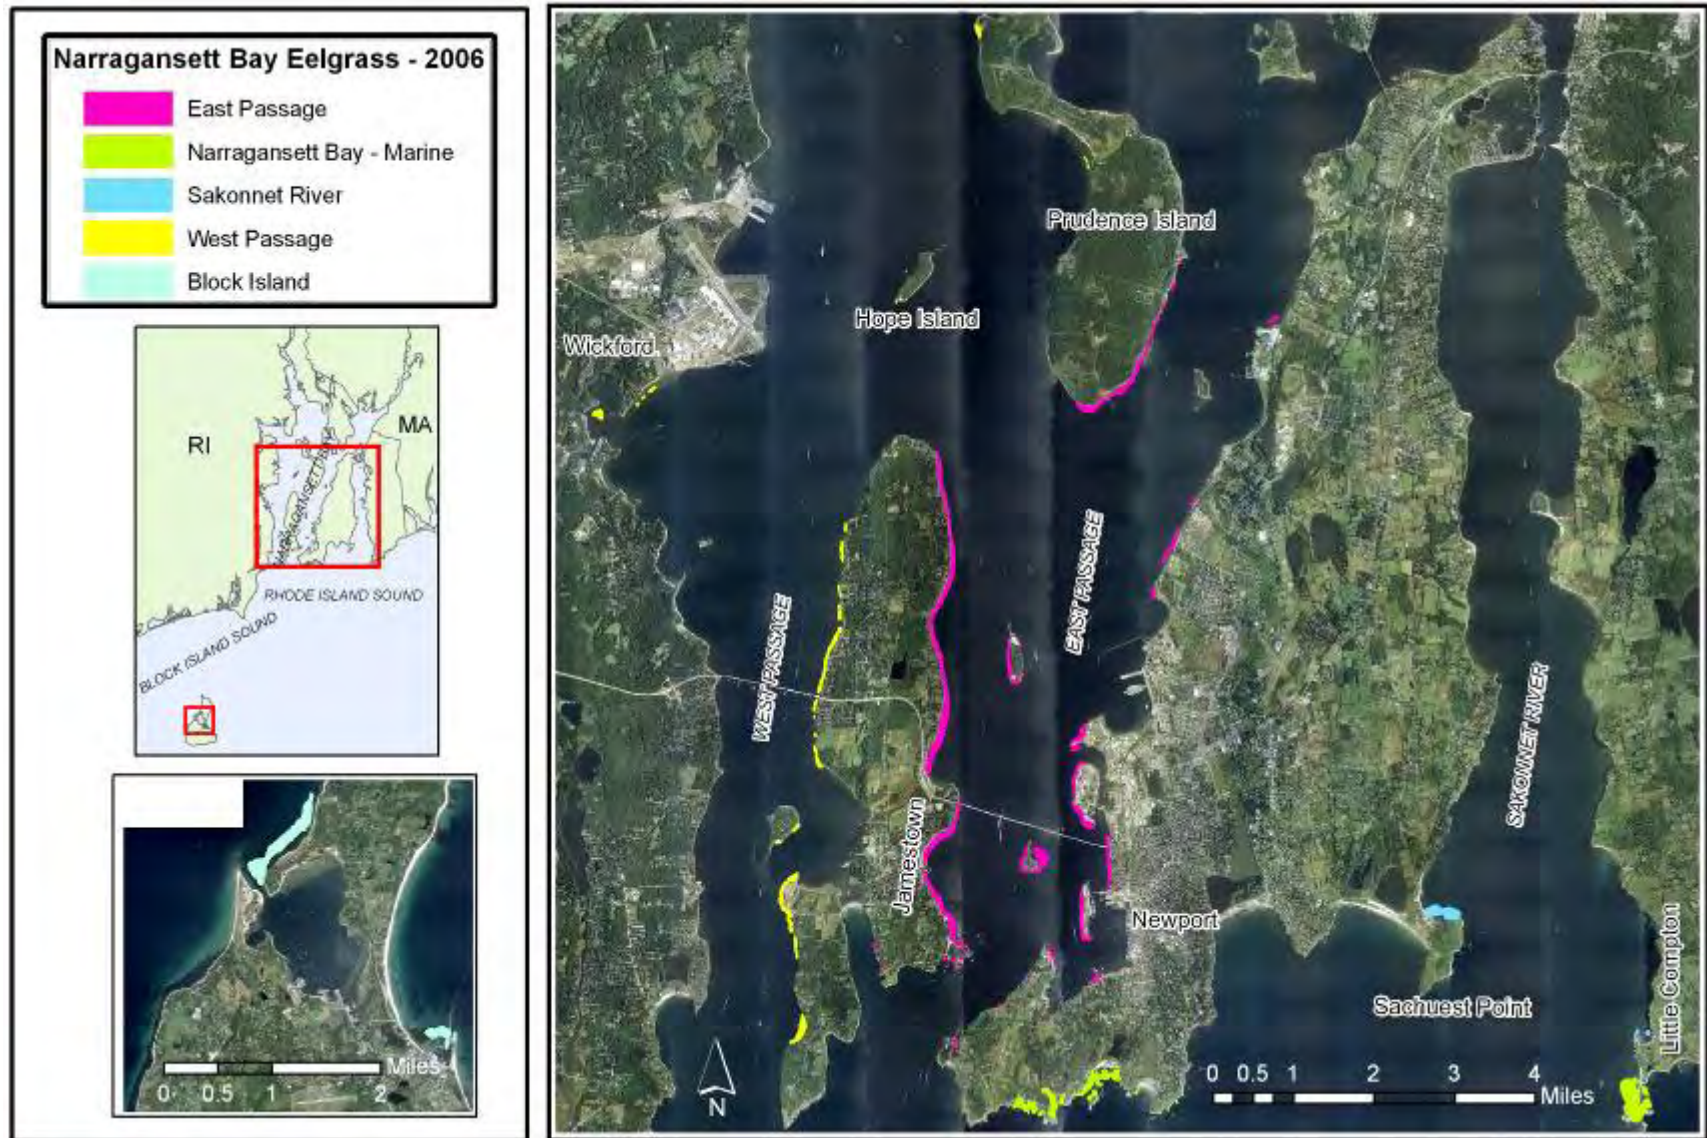 Narragansett Bay Eelgrass - 2006
East Passage
Narragansett Bay - Marine
Sakonnet River
West Passage
Block Island
RI
MA
NARRAGANSETT BAY
RHODE ISLAND SOUND
BLOCK ISLAND SOUND
Miles
0 0.5 1 2
Prudence Island
Hope Island
Wickford
EAST PASSAGE
WEST PASSAGE
SAKONNET RIVER
Jamestown
Newport
Sachuest Point
Little Compton
N
0 0.5 1 2 3 4
Miles